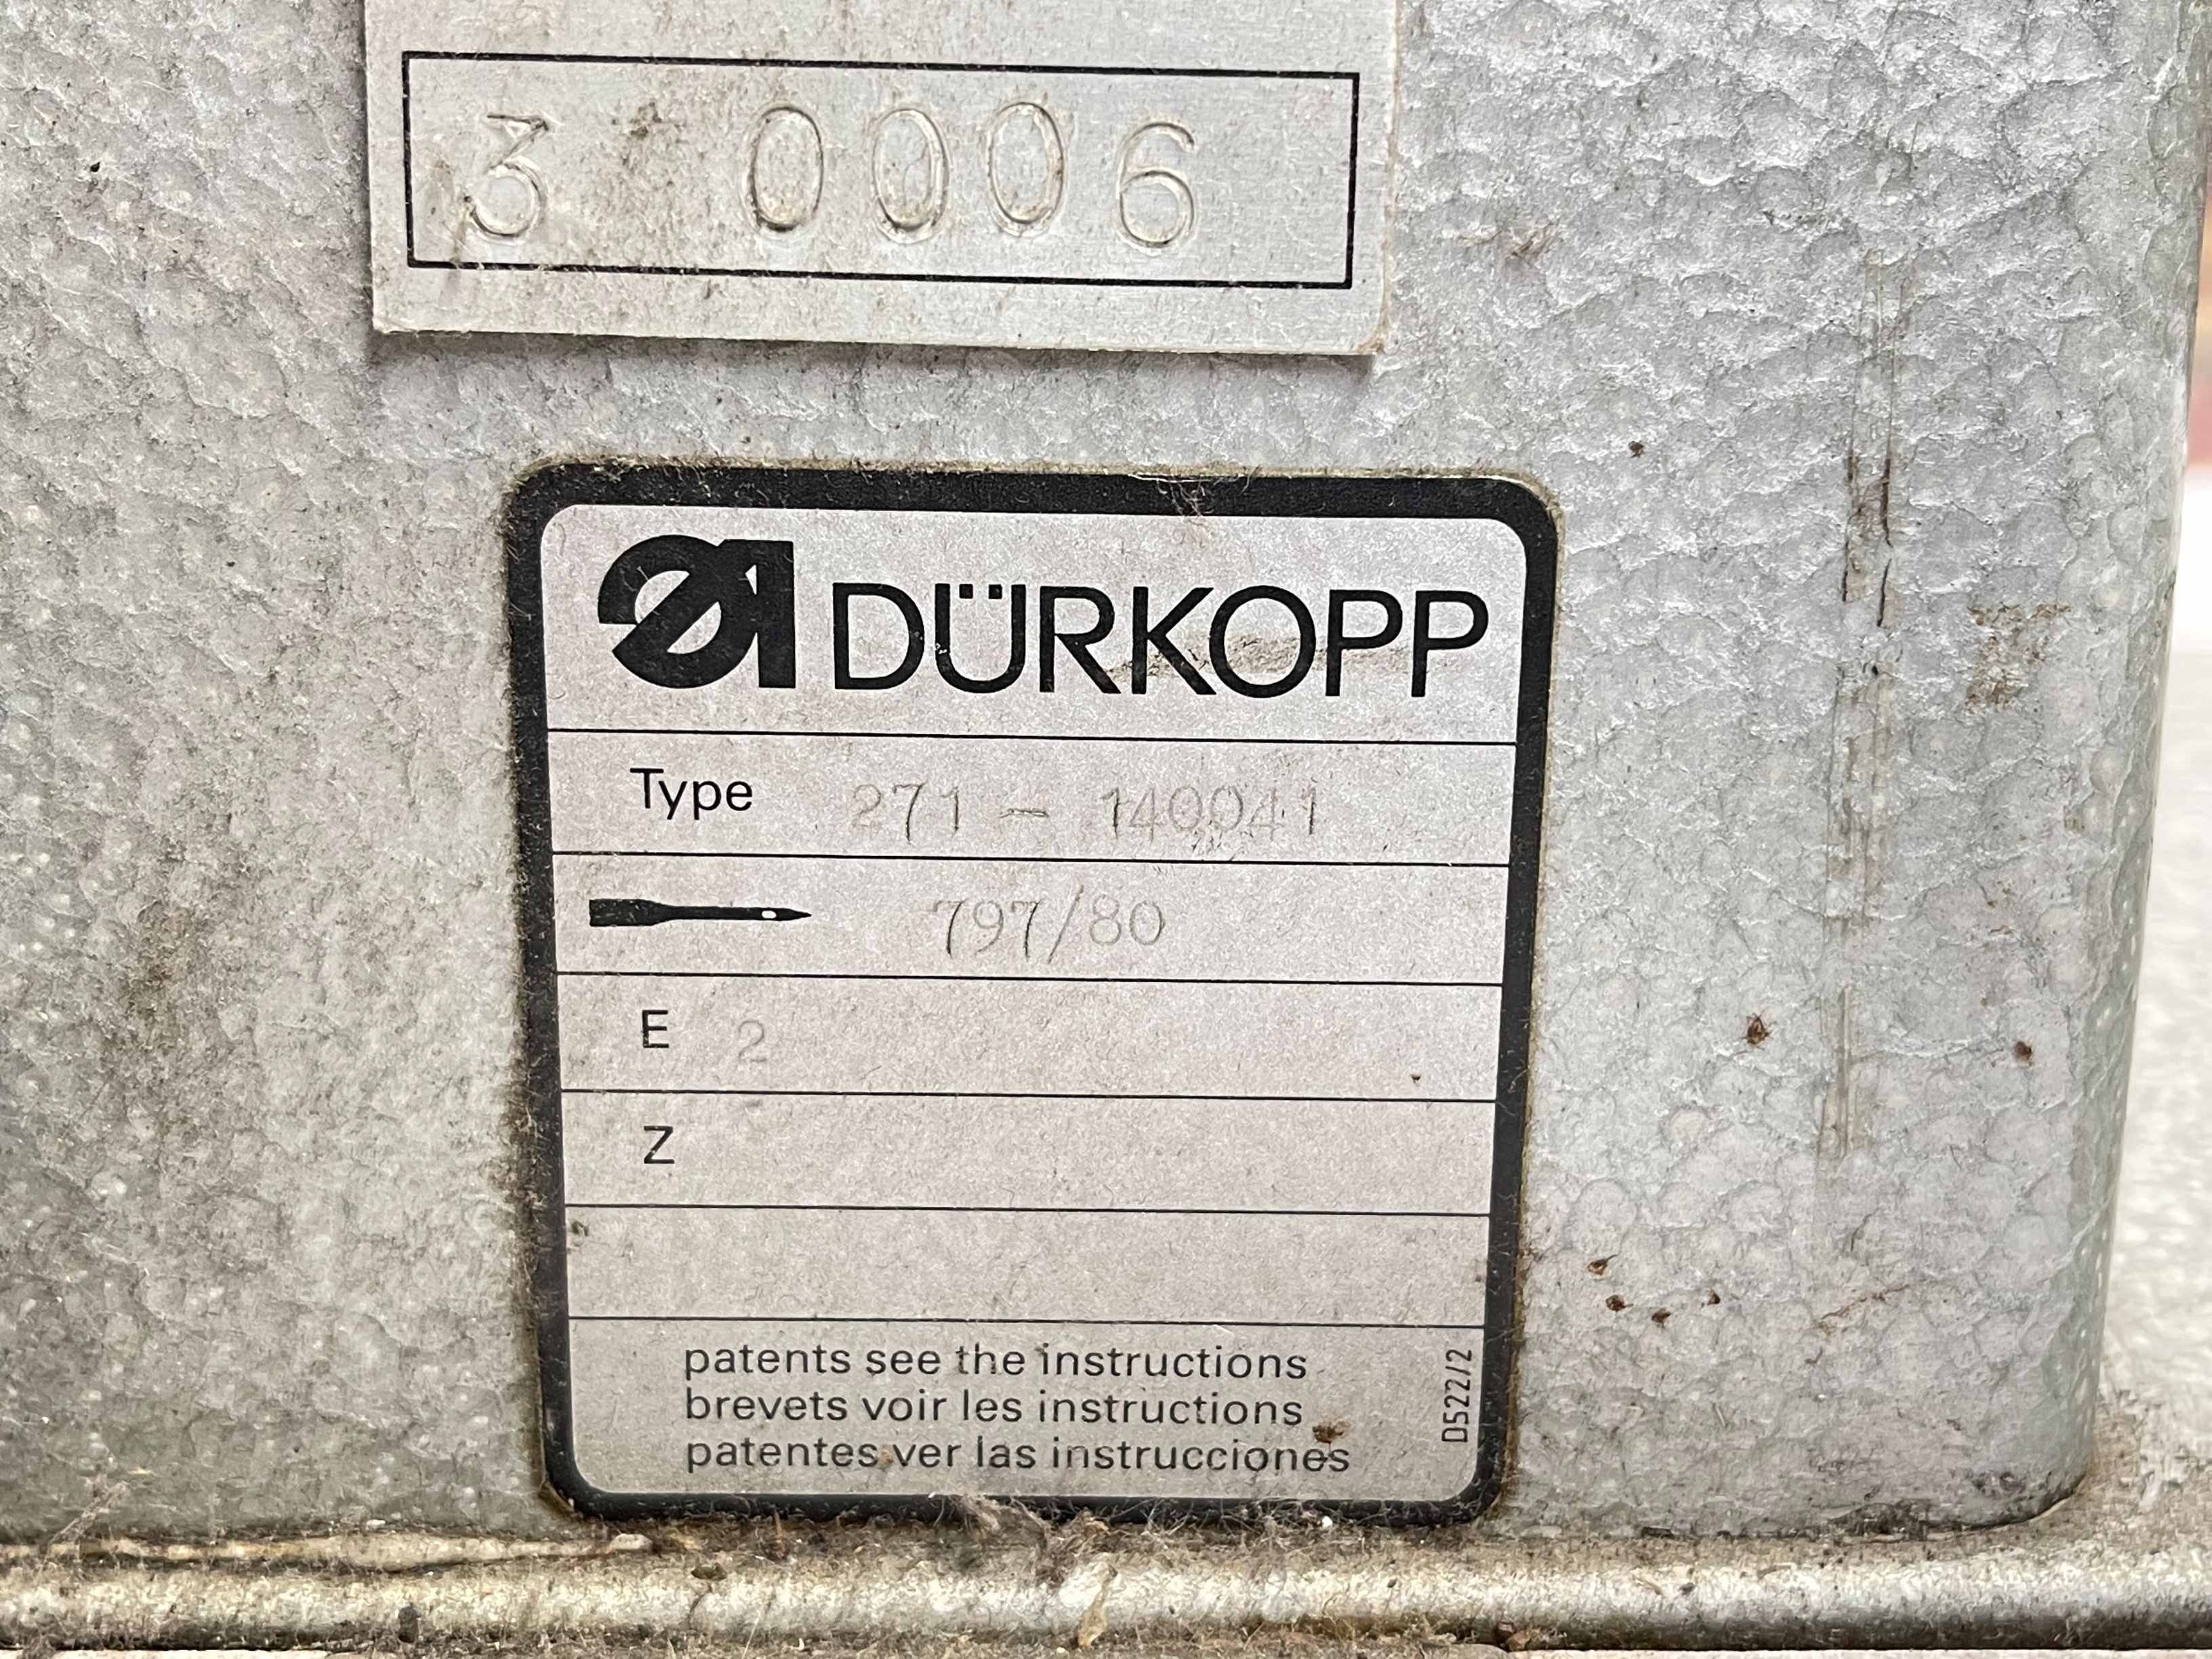 3 0006
DÜRKOPP
Type 271 - 140041
797/80
E 2
Z
patents see the instructions
brevets voir les instructions
patentes ver las instrucciones
D522/2